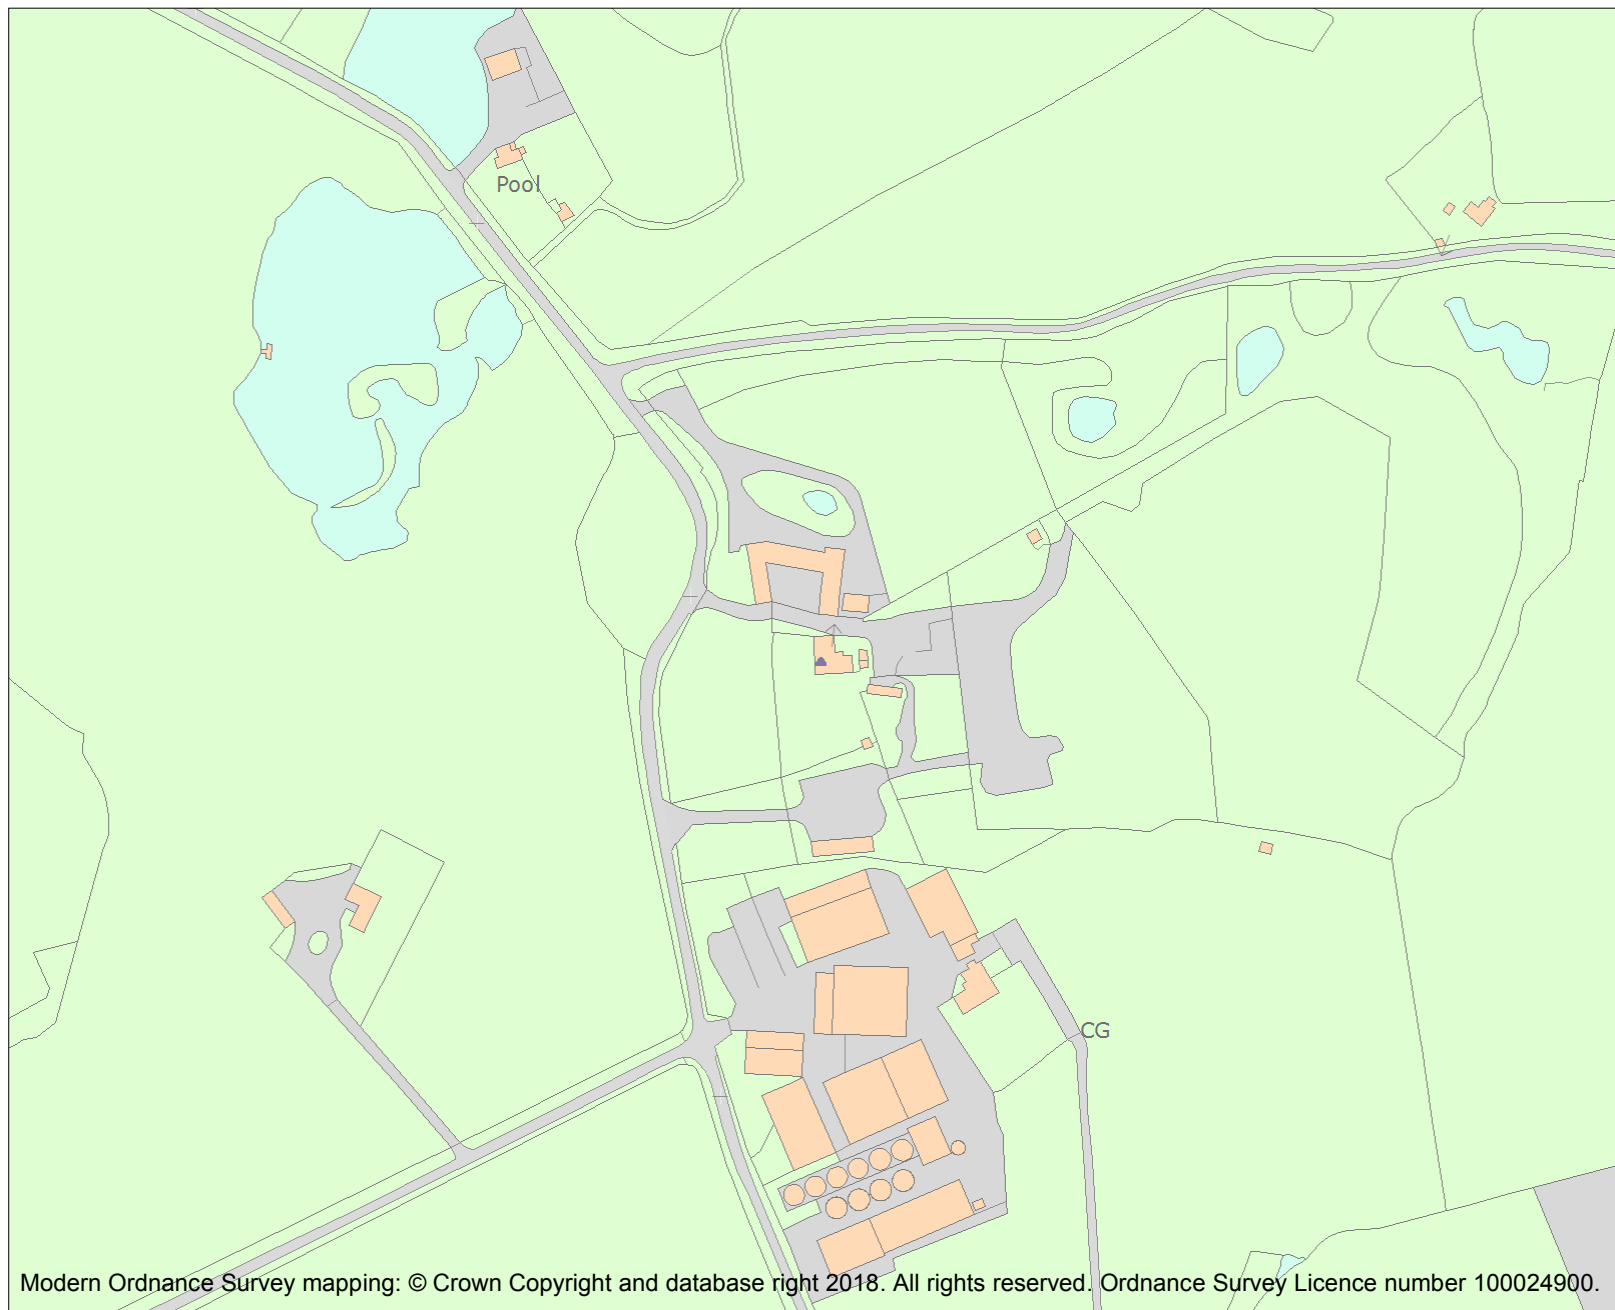 Pool
CG
Modern Ordnance Survey mapping: © Crown Copyright and database right 2018. All rights reserved. Ordnance Survey Licence number 100024900.